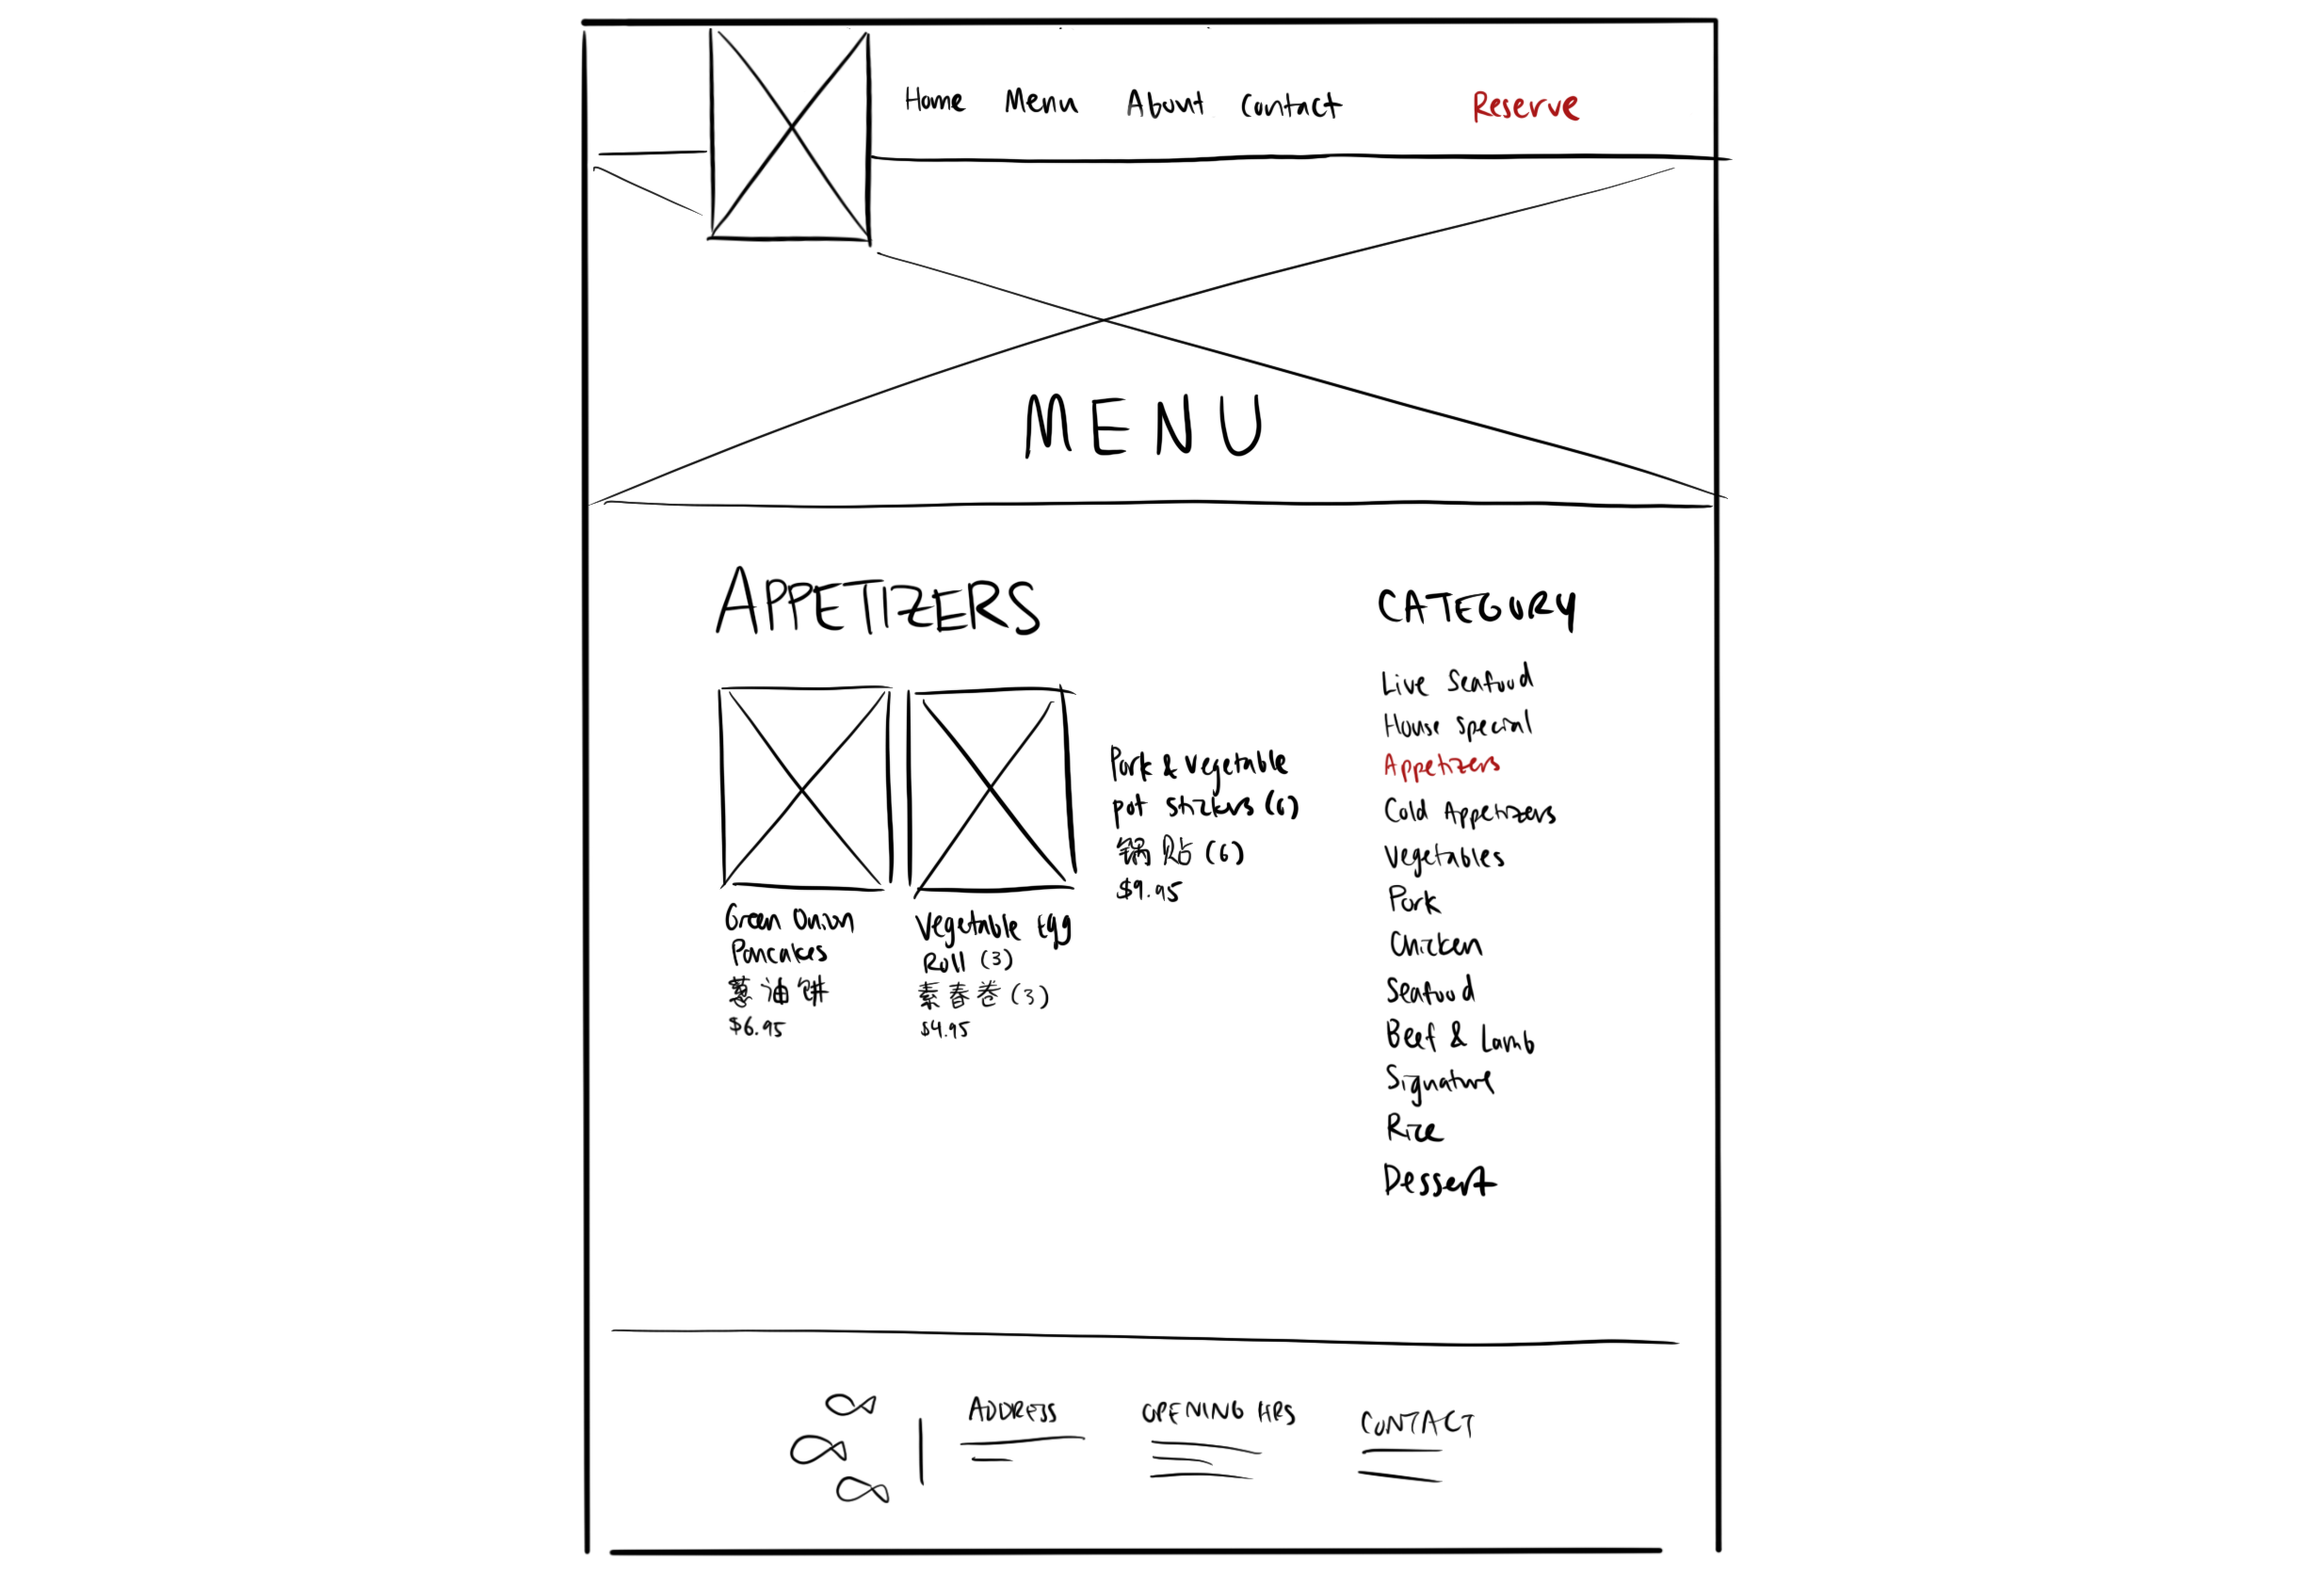 Home Menu About Contact Reserve
MENU
APPETIZERS
Green Onion
Pancakes
葱油饼
$6.95
Vegetable Egg
Roll (3)
素春卷(3)
$4.95
Pork & Vegetable
pot stickers (6)
锅贴(6)
$9.95
CATEGORY
Live Seafood
House special
Appetizers
Cold Appetizers
Vegetables
Pork
Chicken
Seafood
Beef & Lamb
Signature
Rice
Dessert
ADDRESS
OPENING HRS
CONTACT